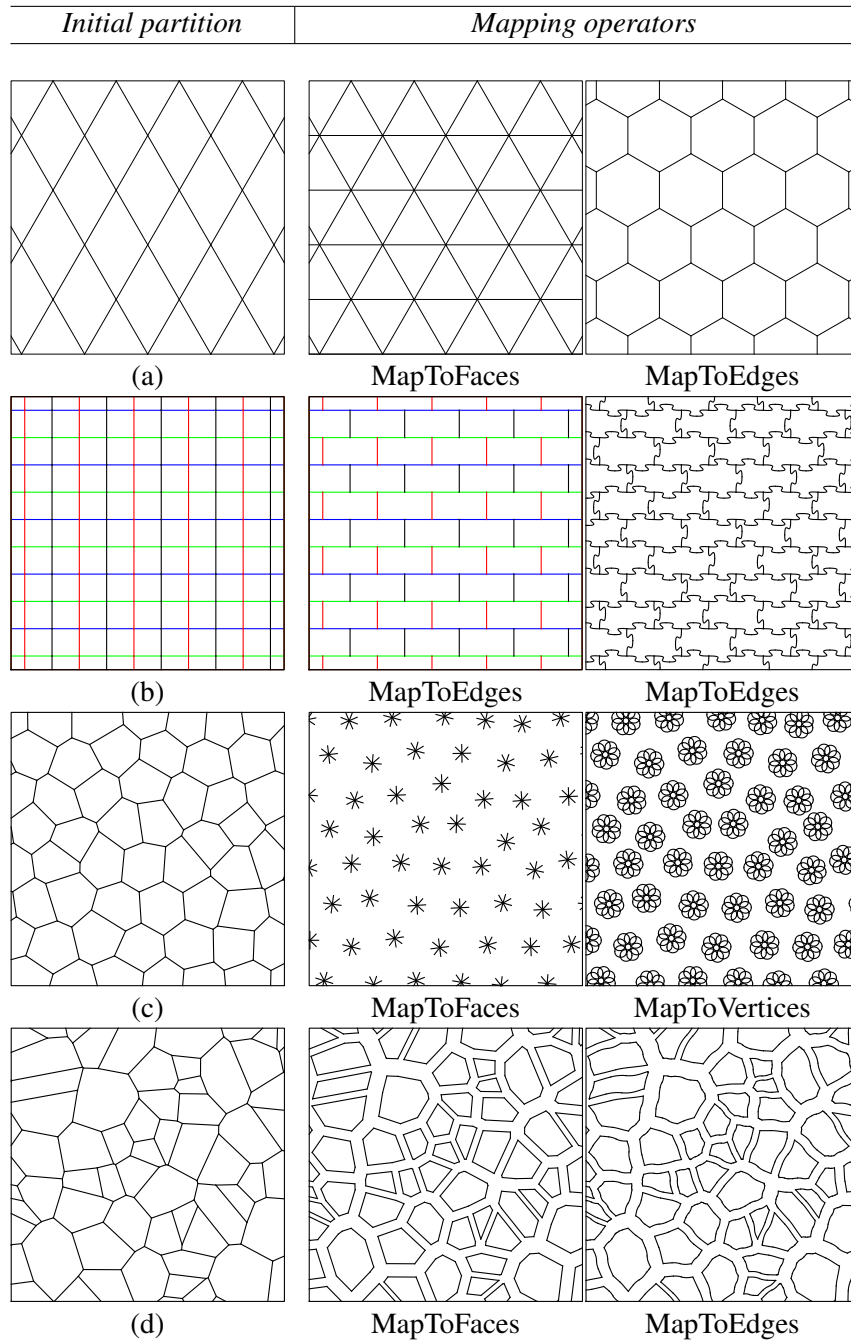 Initial partition Mapping operators
(a) MapToFaces MapToEdges
(b) MapToEdges MapToEdges
(c) MapToFaces MapToVertices
(d) MapToFaces MapToEdges